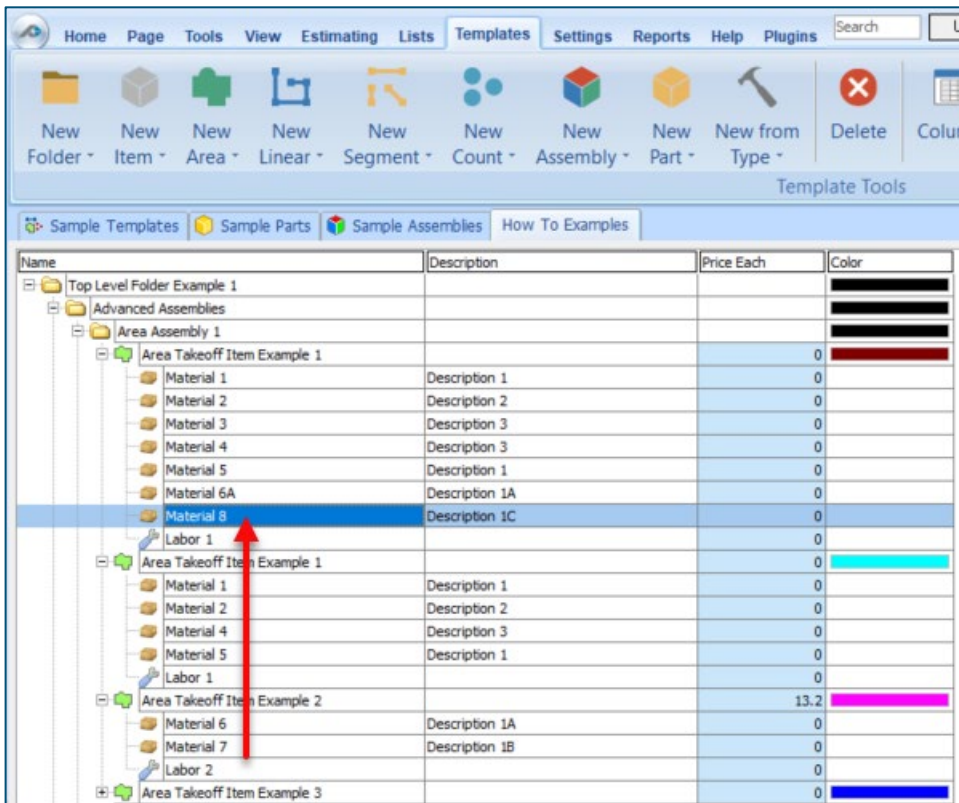 Home Page Tools View Estimating Lists Templates Settings Reports Help Plugins Search
New Folder New Item New Area New Linear New Segment New Count New Assembly New Part New from Type Delete
Template Tools
Sample Templates Sample Parts Sample Assemblies How To Examples
Name Description Price Each Color
Top Level Folder Example 1
Advanced Assemblies
Area Assembly 1
Area Takeoff Item Example 1 0
Material 1 Description 1 0
Material 2 Description 2 0
Material 3 Description 3 0
Material 4 Description 3 0
Material 5 Description 1 0
Material 6A Description 1A 0
Material 8 Description 1C 0
Labor 1 0
Area Takeoff Item Example 1 0
Material 1 Description 1 0
Material 2 Description 2 0
Material 4 Description 3 0
Material 5 Description 1 0
Labor 1 0
Area Takeoff Item Example 2 13.2
Material 6 Description 1A 0
Material 7 Description 1B 0
Labor 2 0
Area Takeoff Item Example 3 0